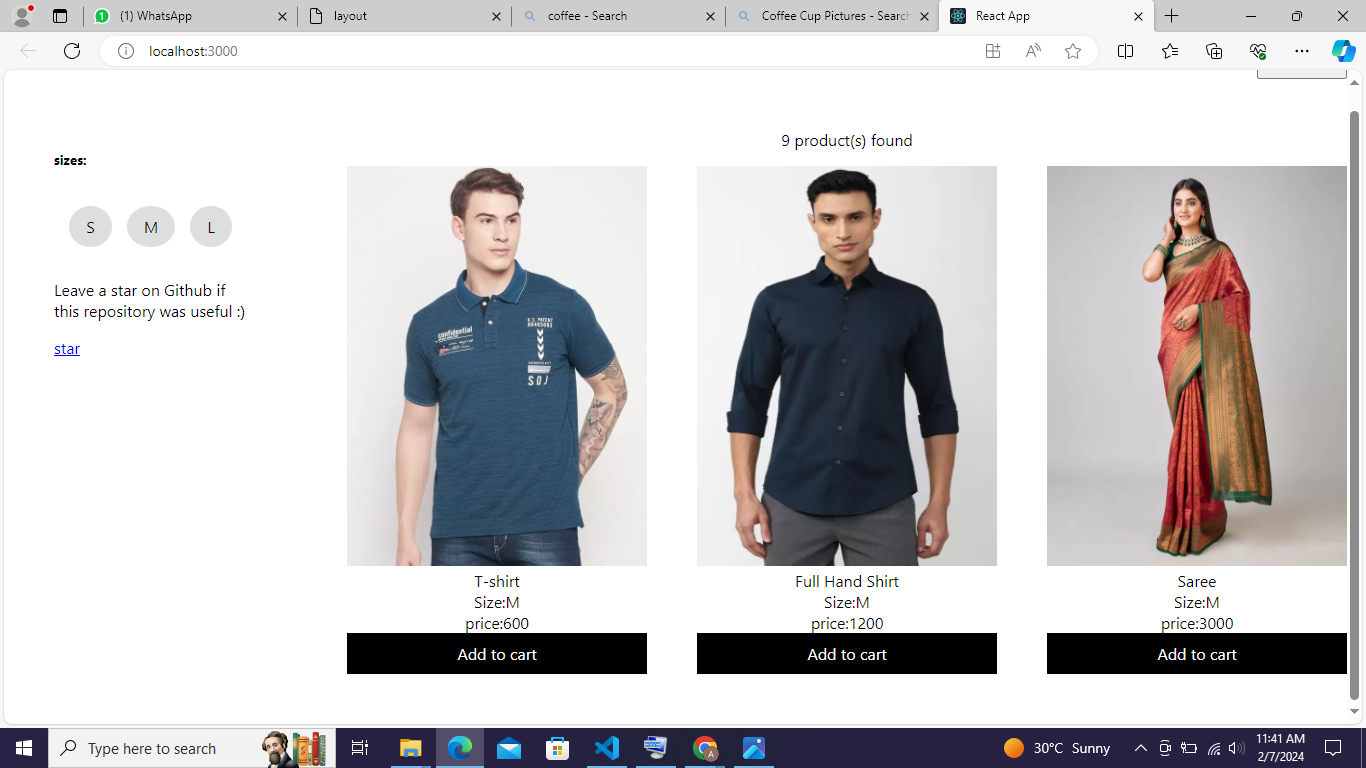 (1) WhatsApp
layout
coffee - Search
Coffee Cup Pictures - Search
React App
localhost:3000
9 product(s) found
sizes:
S M L
Leave a star on Github if
this repository was useful :)
star
confidential
U.S. PATENT
SDJ
T-shirt
Size:M
price:600
Add to cart
Full Hand Shirt
Size:M
price:1200
Add to cart
Saree
Size:M
price:3000
Add to cart
Type here to search
30°C Sunny
11:41 AM
2/7/2024